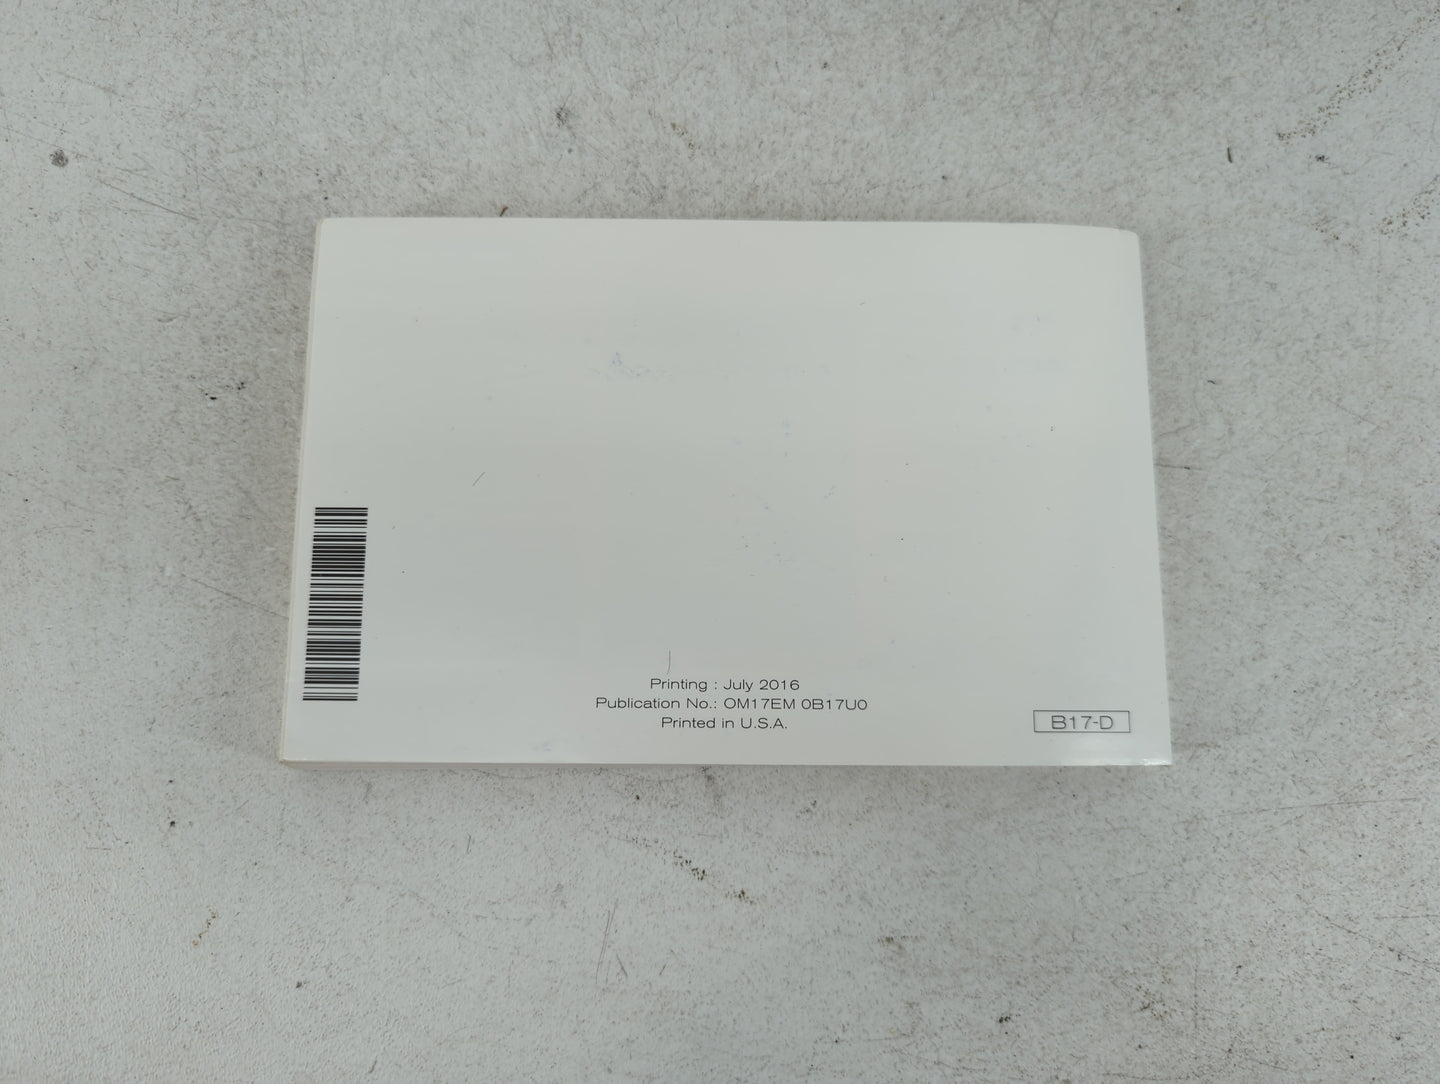 Printing : July 2016
Publication No.: OM17EM 0B17U0
Printed in U.S.A.
B17-D